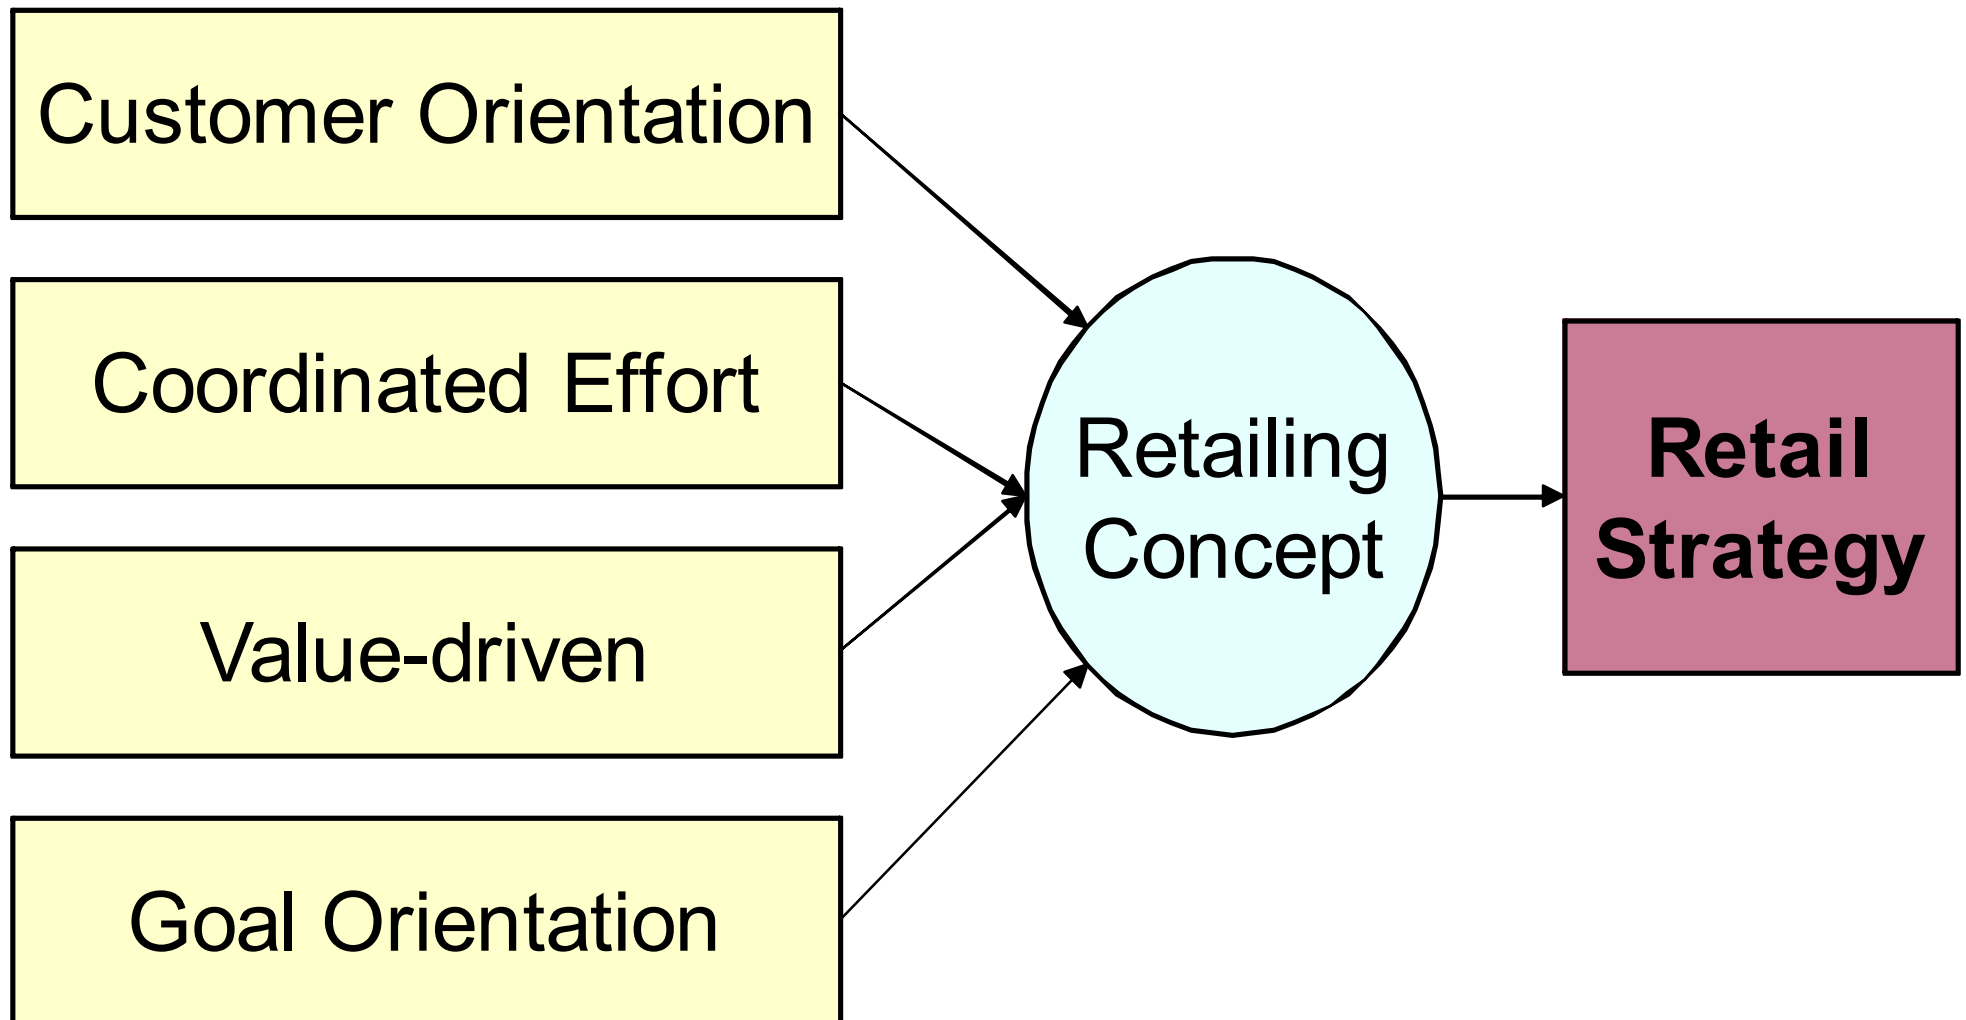 Customer Orientation
Coordinated Effort
Value-driven
Goal Orientation
Retailing
Concept
Retail
Strategy